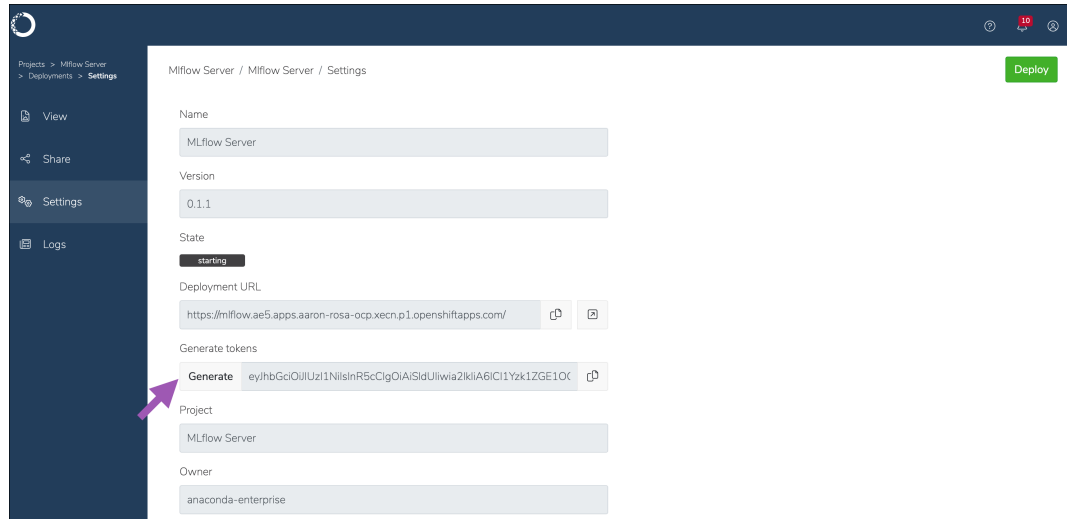 10
Projects > Mlflow Server
> Deployments > Settings
Mlflow Server / Mlflow Server / Settings
Deploy
View
Share
Settings
Logs
Name
MLflow Server
Version
0.1.1
State
starting
Deployment URL
https://mlflow.ae5.apps.aaron-rosa-ocp.xecn.p1.openshiftapps.com/
Generate tokens
Generate
Project
MLflow Server
Owner
anaconda-enterprise